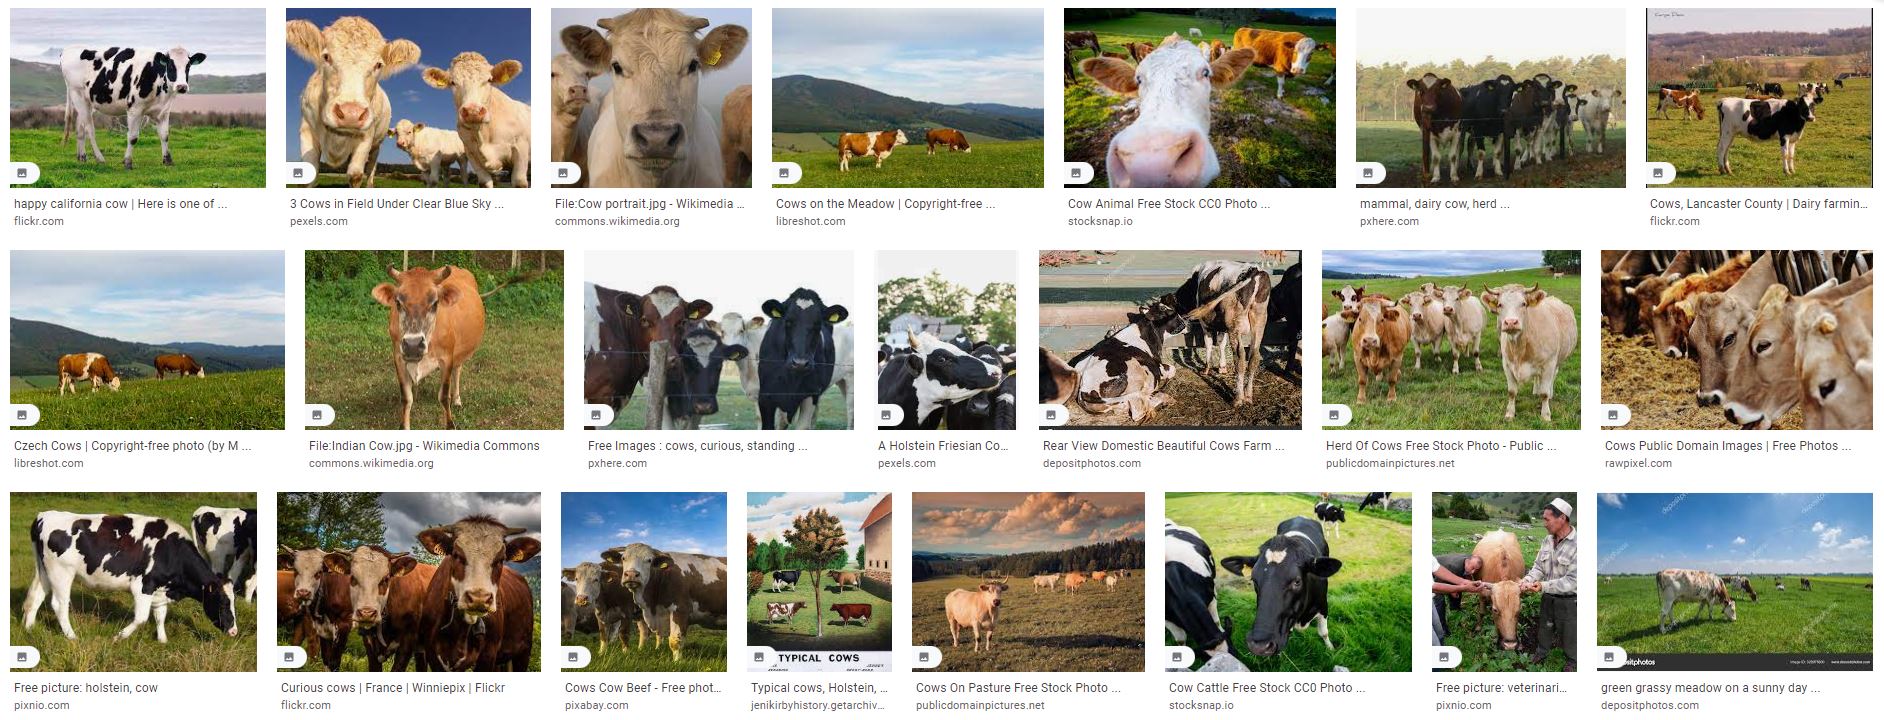 happy california cow | Here is one of ...
flickr.com
3 Cows in Field Under Clear Blue Sky ...
pexels.com
File:Cow portrait.jpg - Wikimedia ...
commons.wikimedia.org
Cows on the Meadow | Copyright-free ...
libreshot.com
Cow Animal Free Stock CC0 Photo ...
stocksnap.io
mammal, dairy cow, herd ...
pxhere.com
Cows, Lancaster County | Dairy farmin...
flickr.com
Czech Cows | Copyright-free photo (by M ...
libreshot.com
File:Indian Cow.jpg - Wikimedia Commons
commons.wikimedia.org
Free Images : cows, curious, standing ...
pxhere.com
A Holstein Friesian Co...
pexels.com
Rear View Domestic Beautiful Cows Farm ...
depositphotos.com
Herd Of Cows Free Stock Photo - Public ...
publicdomainpictures.net
Cows Public Domain Images | Free Photos ...
rawpixel.com
TYPICAL COWS
Free picture: holstein, cow
pixnio.com
Curious cows | France | Winniepix | Flickr
flickr.com
Cows Cow Beef - Free phot...
pixabay.com
Typical cows, Holstein, ...
jenikirbyhistory.getarchiv...
Cows On Pasture Free Stock Photo ...
publicdomainpictures.net
Cow Cattle Free Stock CC0 Photo ...
stocksnap.io
Free picture: veterinari...
pixnio.com
green grassy meadow on a sunny day ...
depositphotos.com